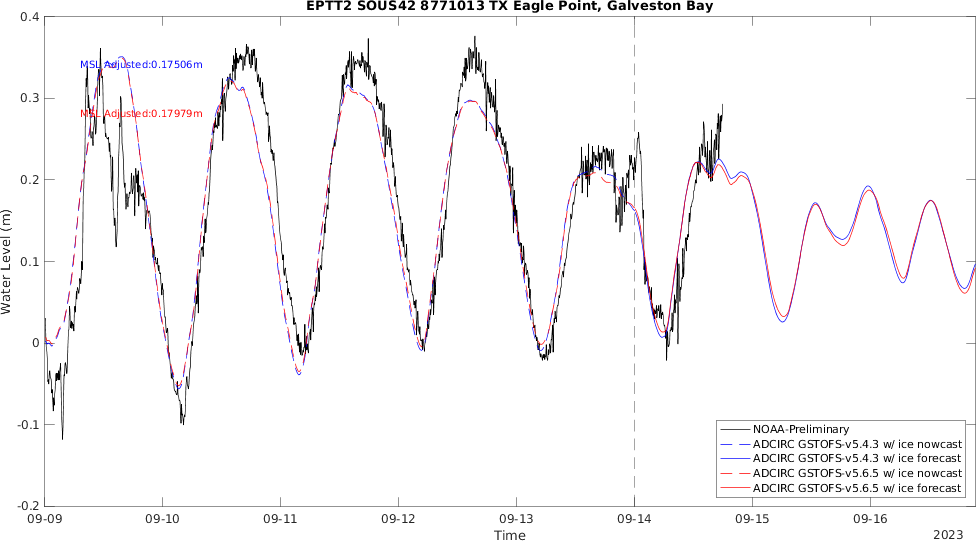 EPTT2 SOUS42 8771013 TX Eagle Point, Galveston Bay
0.4
0.3
0.2
0.1
0
-0.1
-0.2
Water Level (m)
MSL Adjusted:0.17506m
MSL Adjusted:0.17979m
NOAA-Preliminary
ADCIRC GSTOFS-v5.4.3 w/ ice nowcast
ADCIRC GSTOFS-v5.4.3 w/ ice forecast
ADCIRC GSTOFS-v5.6.5 w/ ice nowcast
ADCIRC GSTOFS-v5.6.5 w/ ice forecast
09-09 09-10 09-11 09-12 09-13 09-14 09-15 09-16
Time
2023